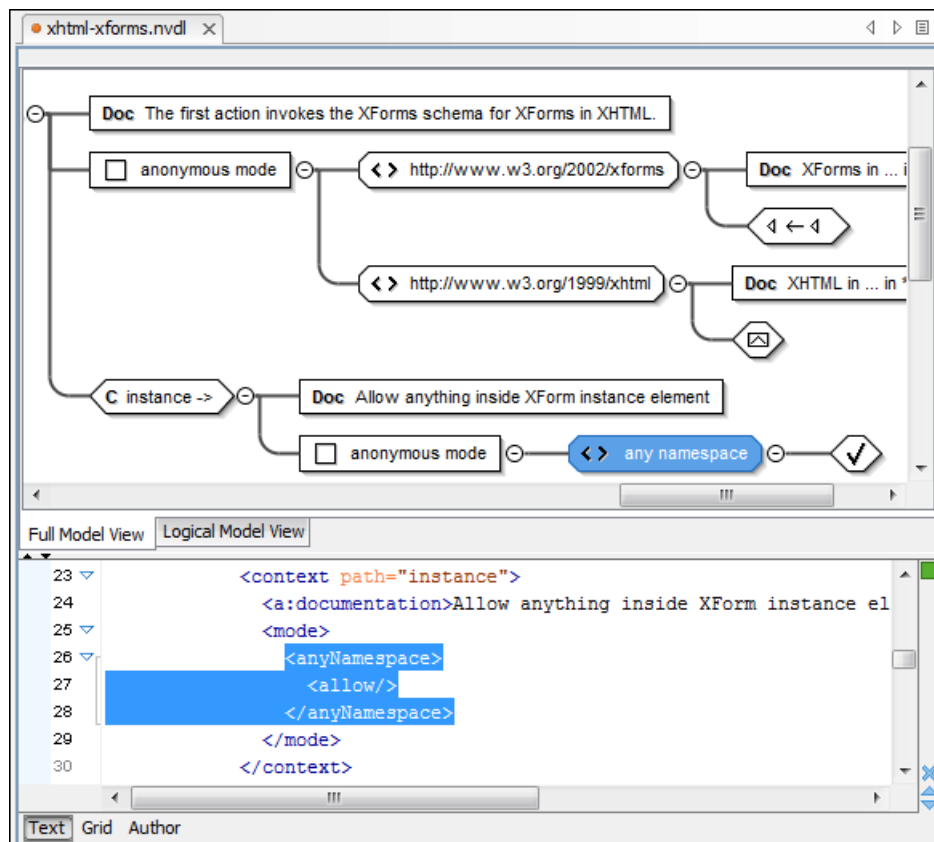 xhtml-xforms.nvdl
Doc The first action invokes the XForms schema for XForms in XHTML.
anonymous mode
http://www.w3.org/2002/xforms
Doc XForms in ... i
http://www.w3.org/1999/xhtml
Doc XHTML in ... in *
C instance ->
Doc Allow anything inside XForm instance element
anonymous mode
any namespace
Full Model View Logical Model View
23 <context path="instance">
24 <a:documentation>Allow anything inside XForm instance el
25 <mode>
26 <anyNamespace>
27 <allow/>
28 </anyNamespace>
29 </mode>
30 </context>
Text Grid Author